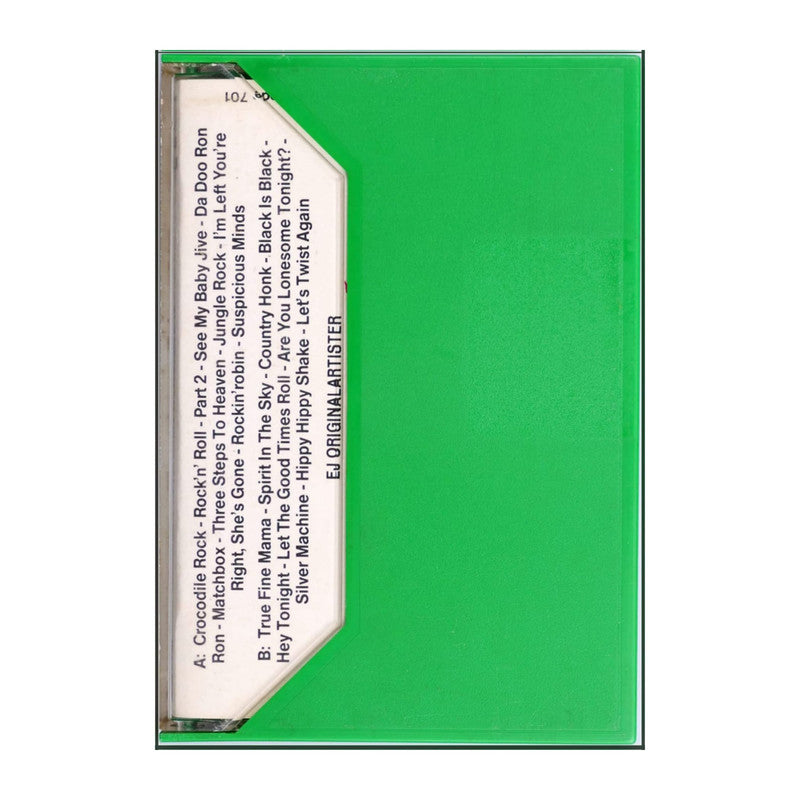 A: Crocodile Rock - Rock'n' Roll - Part 2 - See My Baby Jive - Da Doo Ron
Ron - Matchbox - Three Steps To Heaven - Jungle Rock - I'm Left You're
Right, She's Gone - Rockin'robin - Suspicious Minds
B: True Fine Mama - Spirit In The Sky - Country Honk - Black Is Black -
Hey Tonight - Let The Good Times Roll - Are You Lonesome Tonight? -
Silver Machine - Hippy Hippy Shake - Let's Twist Again
EJ ORIGINALARTISTER
701